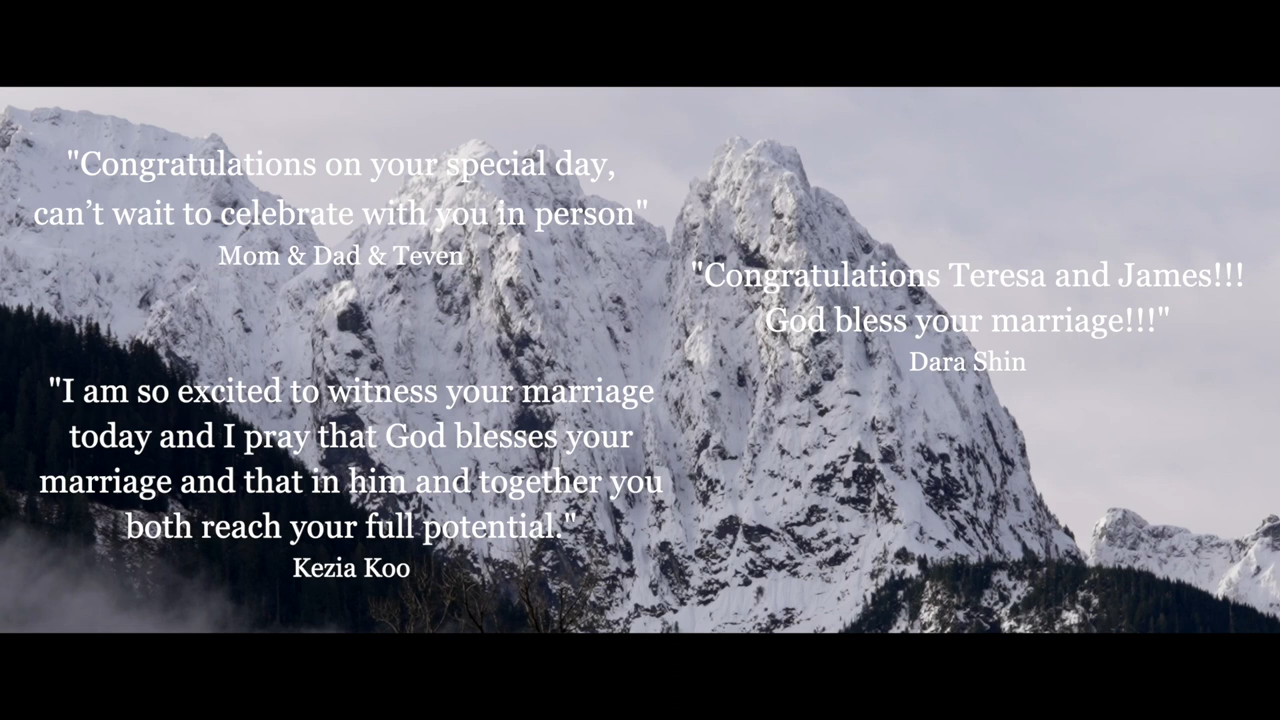 "Congratulations on your special day,
can’t wait to celebrate with you in person"
Mom & Dad & Teven
"Congratulations Teresa and James!!!
God bless your marriage!!!"
Dara Shin
"I am so excited to witness your marriage
today and I pray that God blesses your
marriage and that in him and together you
both reach your full potential."
Kezia Koo